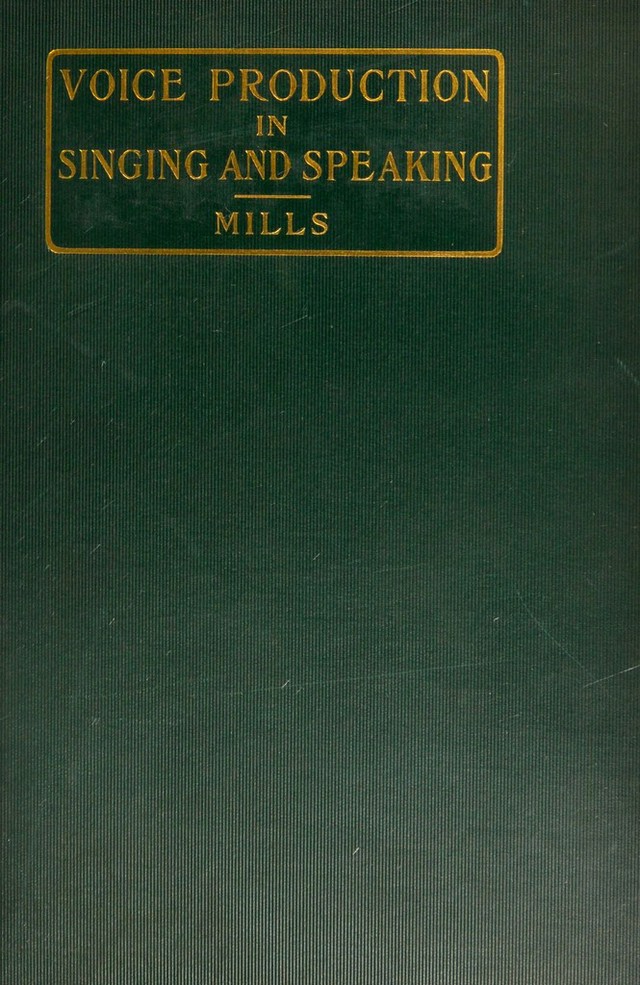 VOICE PRODUCTION
IN
SINGING AND SPEAKING
MILLS